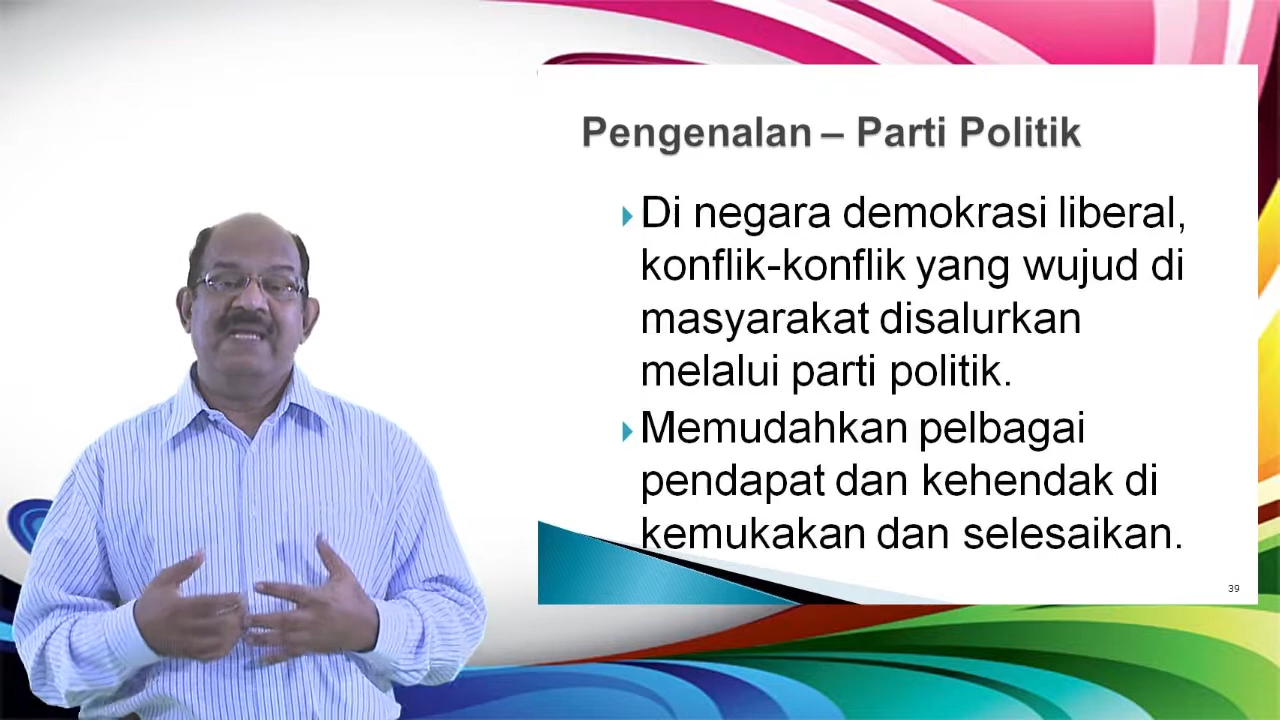 Pengenalan – Parti Politik
Di negara demokrasi liberal,
konflik-konflik yang wujud di
masyarakat disalurkan
melalui parti politik.
Memudahkan pelbagai
pendapat dan kehendak di
kemukakan dan selesaikan.
39